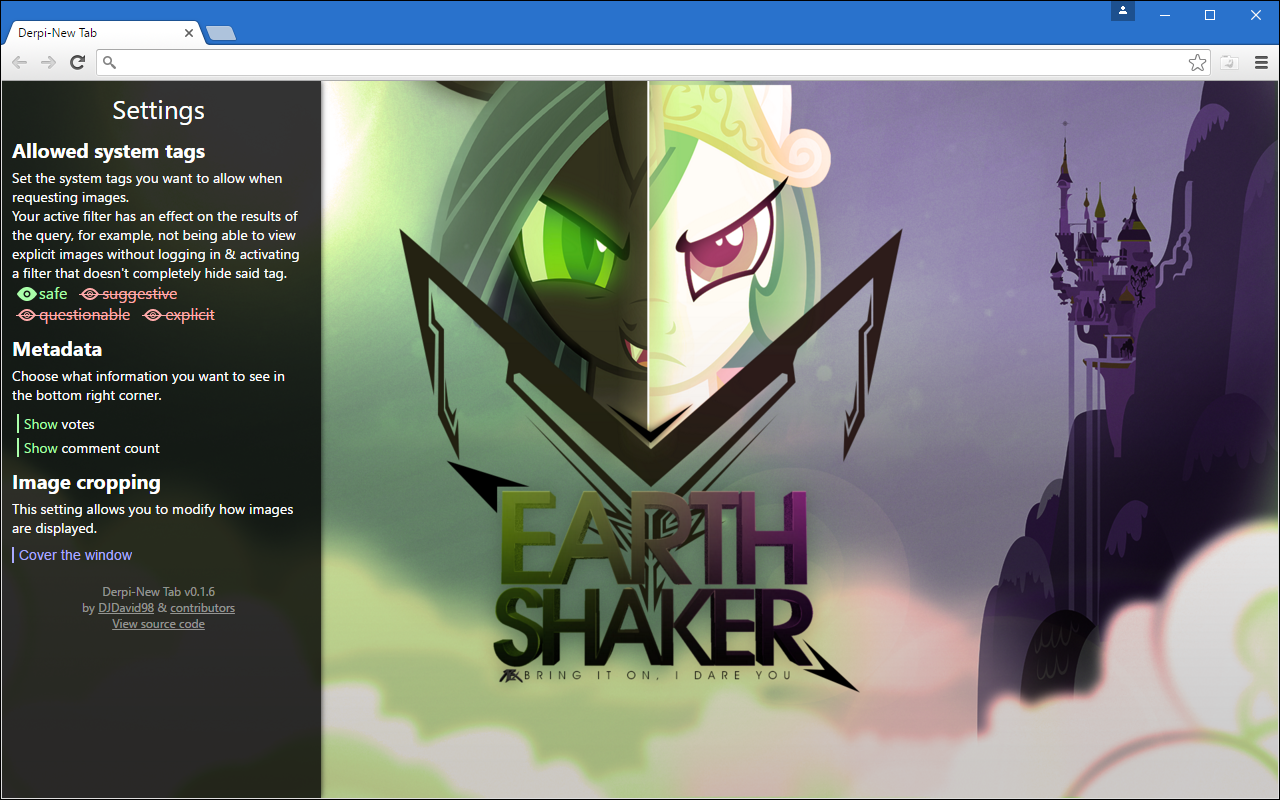 Derpi-New Tab
Settings
Allowed system tags
Set the system tags you want to allow when
requesting images.
Your active filter has an effect on the results of
the query, for example, not being able to view
explicit images without logging in & activating
a filter that doesn't completely hide said tag.
safe suggestive
questionable explicit
Metadata
Choose what information you want to see in
the bottom right corner.
Show votes
Show comment count
Image cropping
This setting allows you to modify how images
are displayed.
Cover the window
Derpi-New Tab v0.1.6
by DJDavid98 & contributors
View source code
EARTH
SHAKER
BRING IT ON, I DARE YOU